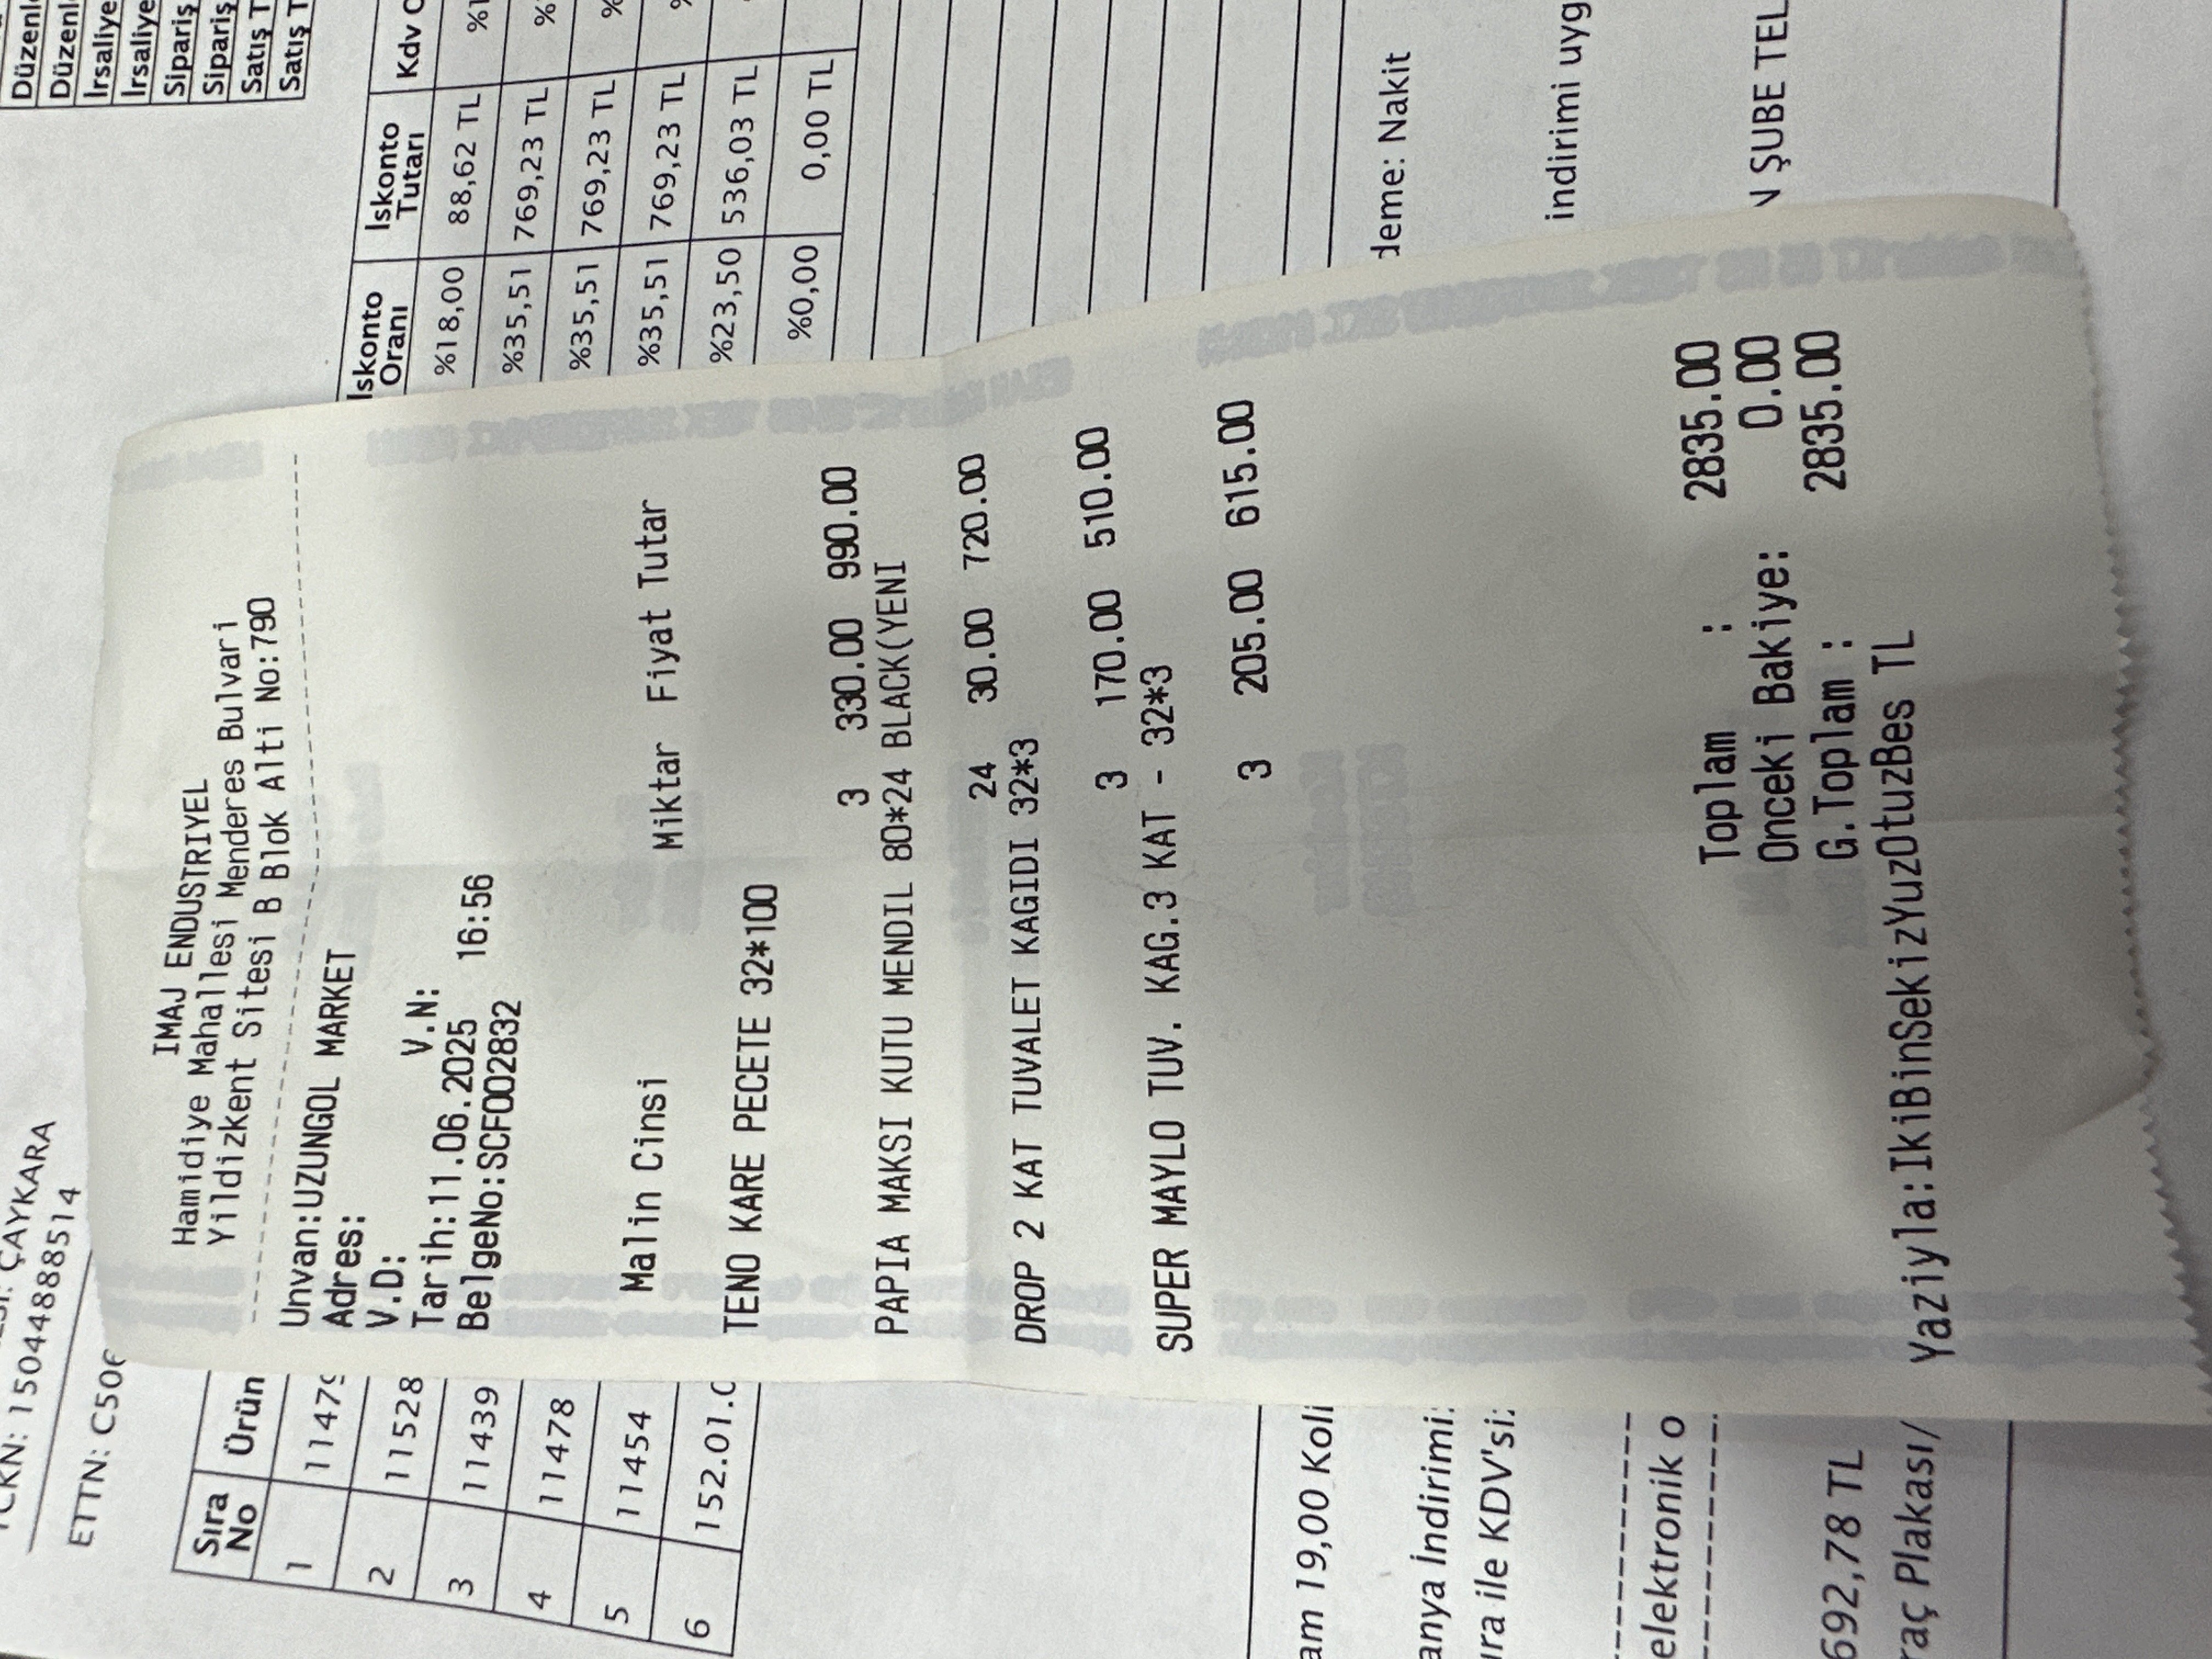 IMAJ ENDUSTRIYEL
Hamidiye Mahallesi Menderes Bulvari
Yildizkent Sitesi B Blok Alti No:790
Unvan:UZUNGOL MARKET
Adres:
V.D: V.N:
Tarih:11.06.2025 16:56
BelgeNo:SCF002832
Malin Cinsi Miktar Fiyat Tutar
TENO KARE PECETE 32*100
3 330.00 990.00
PAPIA MAKSI KUTU MENDIL 80*24 BLACK(YENI
24 30.00 720.00
DROP 2 KAT TUVALET KAGIDI 32*3
3 170.00 510.00
SUPER MAYLO TUV. KAG.3 KAT - 32*3
3 205.00 615.00
Toplam : 2835.00
Onceki Bakiye: 0.00
G.Toplam : 2835.00
Yaziyla:IkiBinSekizYuzOtuzBes TL
ÇAYKARA
15044888514
ETTN:
Sıra No Ürün
1
2 11528
3 11439
4 11478
5 11454
6
İskonto Oranı İskonto Tutarı Kdv
%18,00 88,62 TL
%35,51 769,23 TL
%35,51 769,23 TL
%35,51 769,23 TL
%23,50 536,03 TL
%0,00 0,00 TL
İrsaliye
İrsaliye
Sipariş
Sipariş
Satış
Satış
19,00 Koli
İndirimi:
ile KDV'si:
elektronik
692,78 TL
Plakası/
Nakit
indirimi
ŞUBE TEL